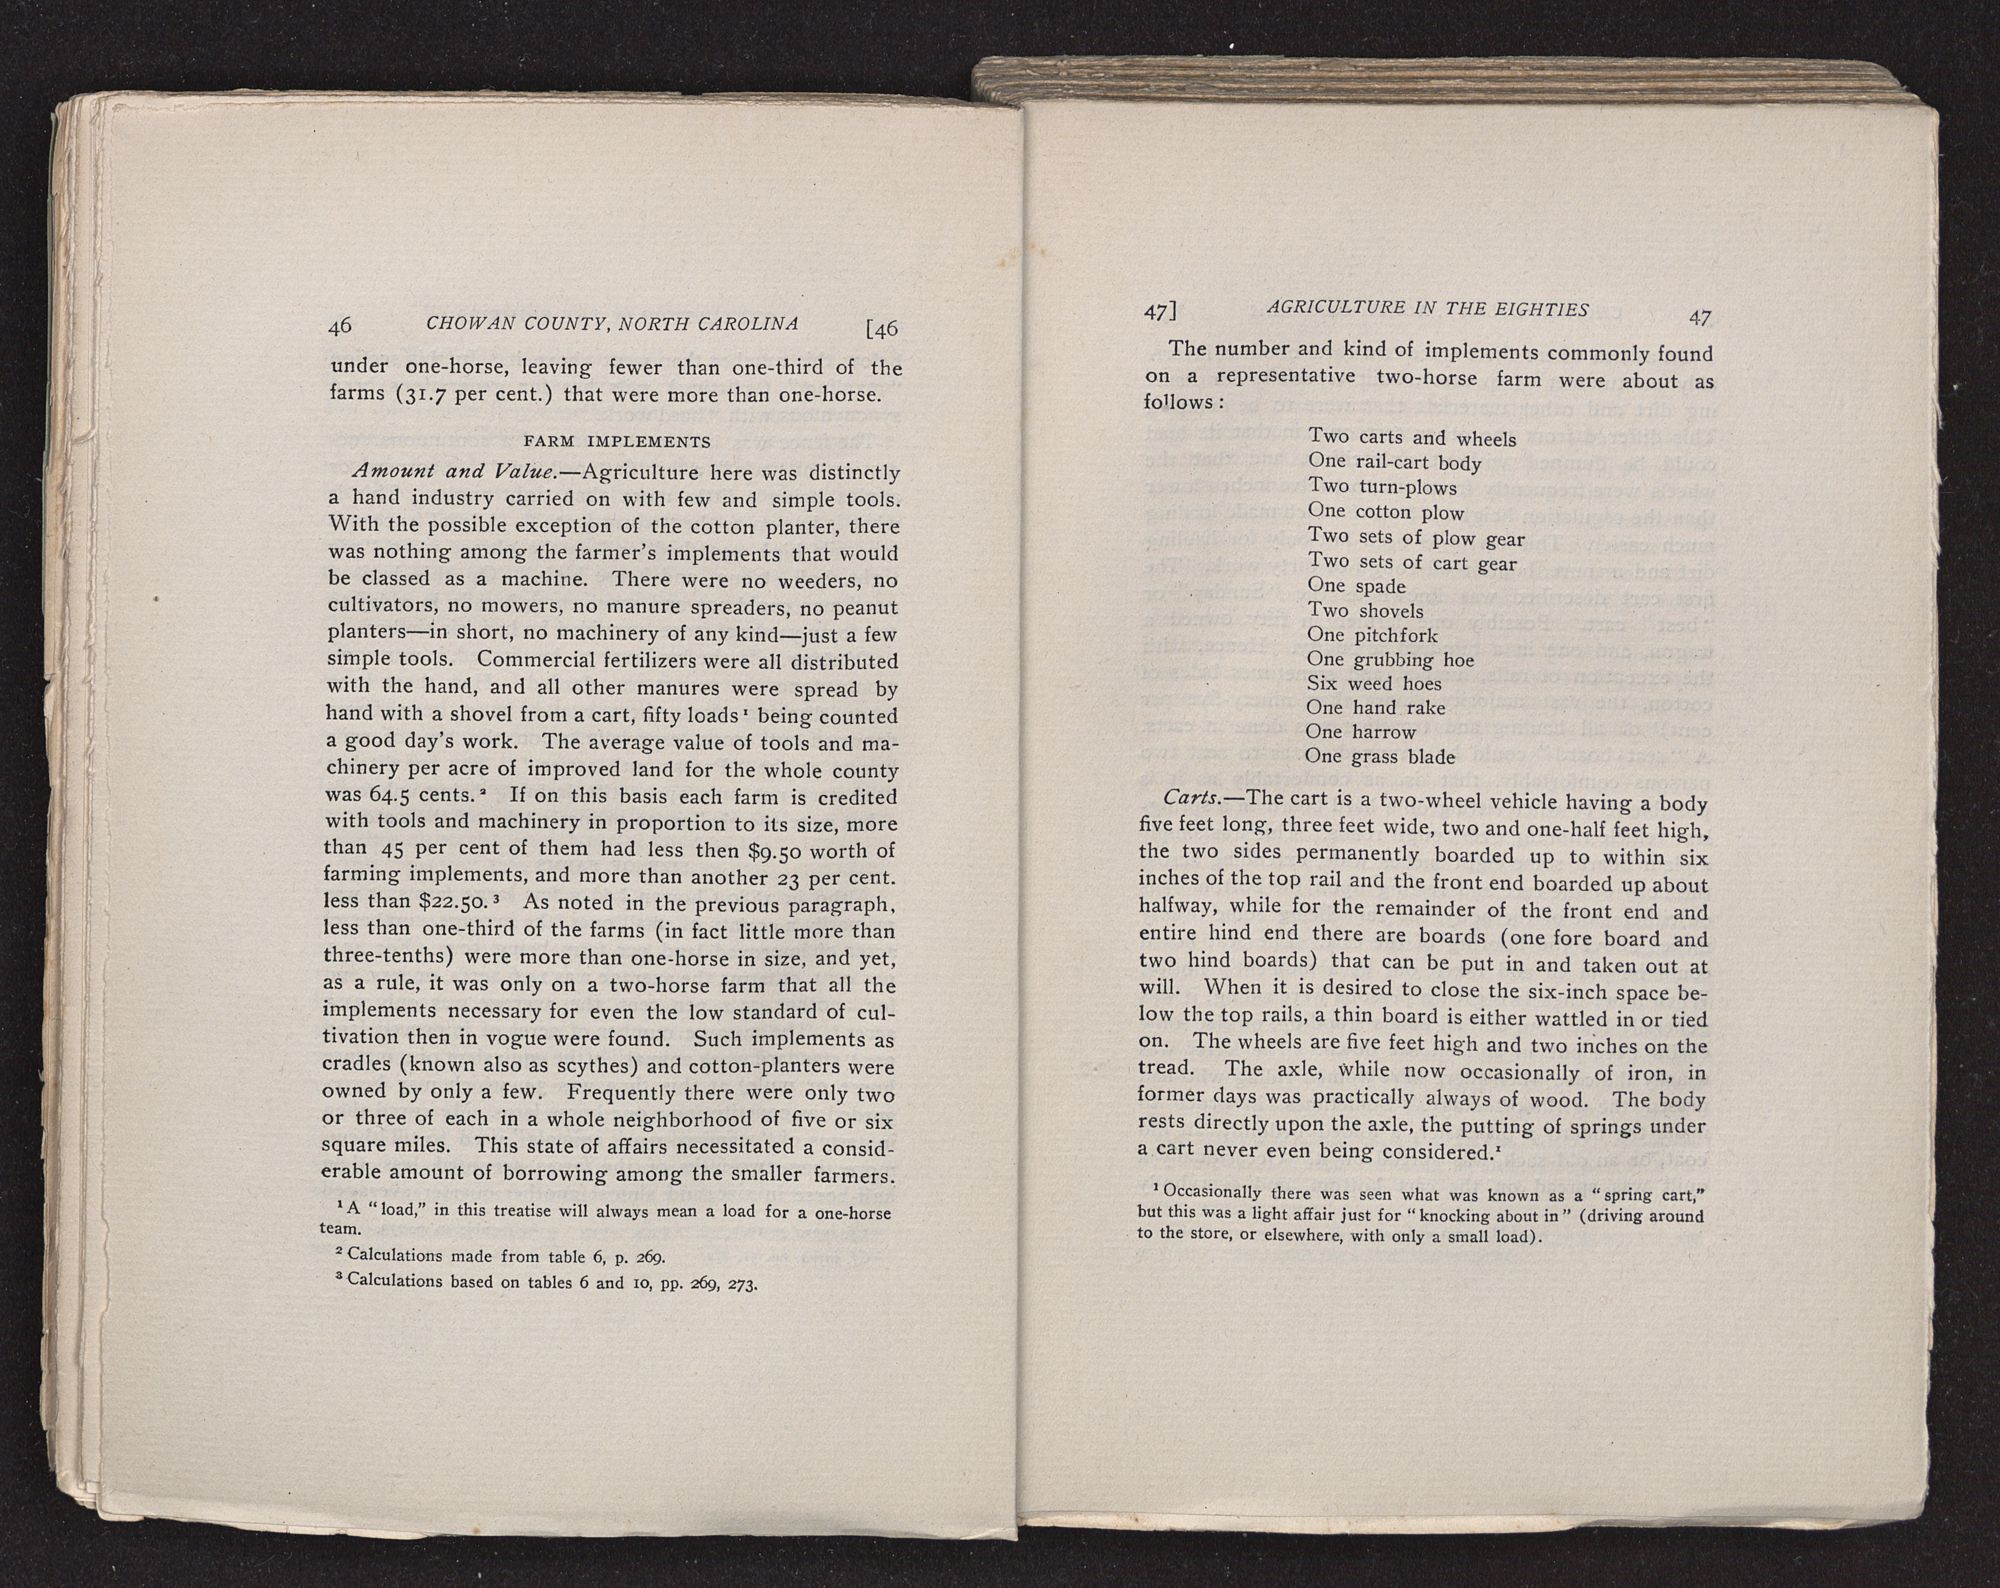 46 CHOWAN COUNTY, NORTH CAROLINA [46
under one-horse, leaving fewer than one-third of the
farms (31.7 per cent.) that were more than one-horse.
FARM IMPLEMENTS
Amount and Value.—Agriculture here was distinctly
a hand industry carried on with few and simple tools.
With the possible exception of the cotton planter, there
was nothing among the farmer's implements that would
be classed as a machine. There were no weeders, no
cultivators, no mowers, no manure spreaders, no peanut
planters—in short, no machinery of any kind—just a few
simple tools. Commercial fertilizers were all distributed
with the hand, and all other manures were spread by
hand with a shovel from a cart, fifty loads¹ being counted
a good day's work. The average value of tools and ma-
chinery per acre of improved land for the whole county
was 64.5 cents.² If on this basis each farm is credited
with tools and machinery in proportion to its size, more
than 45 per cent of them had less then $9.50 worth of
farming implements, and more than another 23 per cent.
less than $22.50.³ As noted in the previous paragraph,
less than one-third of the farms (in fact little more than
three-tenths) were more than one-horse in size, and yet,
as a rule, it was only on a two-horse farm that all the
implements necessary for even the low standard of cul-
tivation then in vogue were found. Such implements as
cradles (known also as scythes) and cotton-planters were
owned by only a few. Frequently there were only two
or three of each in a whole neighborhood of five or six
square miles. This state of affairs necessitated a consid-
erable amount of borrowing among the smaller farmers.
¹ A "load," in this treatise will always mean a load for a one-horse
team.
² Calculations made from table 6, p. 269.
³ Calculations based on tables 6 and 10, pp. 269, 273.
47] AGRICULTURE IN THE EIGHTIES 47
The number and kind of implements commonly found
on a representative two-horse farm were about as
follows:
Two carts and wheels
One rail-cart body
Two turn-plows
One cotton plow
Two sets of plow gear
Two sets of cart gear
One spade
Two shovels
One pitchfork
One grubbing hoe
Six weed hoes
One hand rake
One harrow
One grass blade
Carts.—The cart is a two-wheel vehicle having a body
five feet long, three feet wide, two and one-half feet high,
the two sides permanently boarded up to within six
inches of the top rail and the front end boarded up about
halfway, while for the remainder of the front end and
entire hind end there are boards (one fore board and
two hind boards) that can be put in and taken out at
will. When it is desired to close the six-inch space be-
low the top rails, a thin board is either wattled in or tied
on. The wheels are five feet high and two inches on the
tread. The axle, while now occasionally of iron, in
former days was practically always of wood. The body
rests directly upon the axle, the putting of springs under
a cart never even being considered.¹
¹ Occasionally there was seen what was known as a "spring cart,"
but this was a light affair just for "knocking about in" (driving around
to the store, or elsewhere, with only a small load).